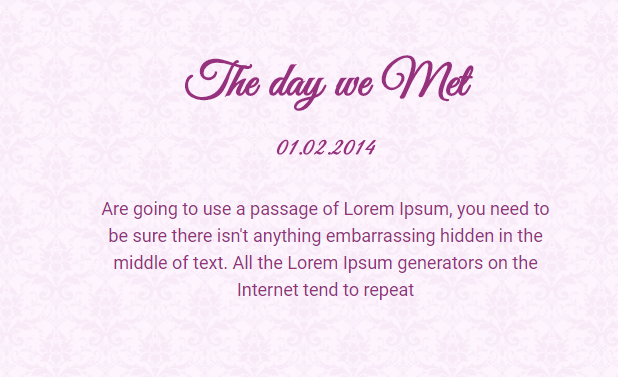 The day we Met
01.02.2014
Are going to use a passage of Lorem Ipsum, you need to
be sure there isn't anything embarrassing hidden in the
middle of text. All the Lorem Ipsum generators on the
Internet tend to repeat